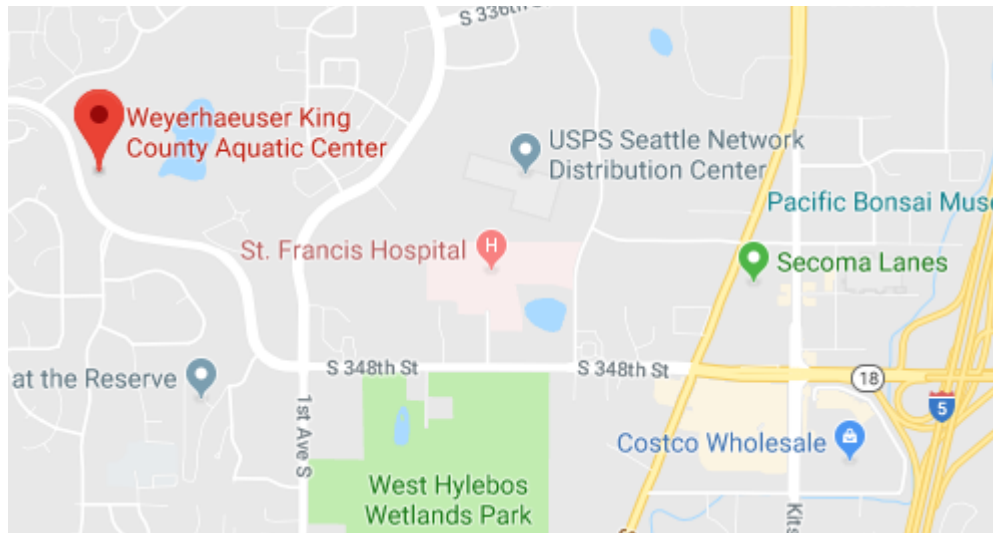 S 336th S
Weyerhaeuser King
County Aquatic Center
USPS Seattle Network
Distribution Center
Pacific Bonsai Muse
St. Francis Hospital
H
Secoma Lanes
S 348th St
S 348th St
at the Reserve
18
5
1st Ave S
Costco Wholesale
West Hylebos
Wetlands Park
Kits